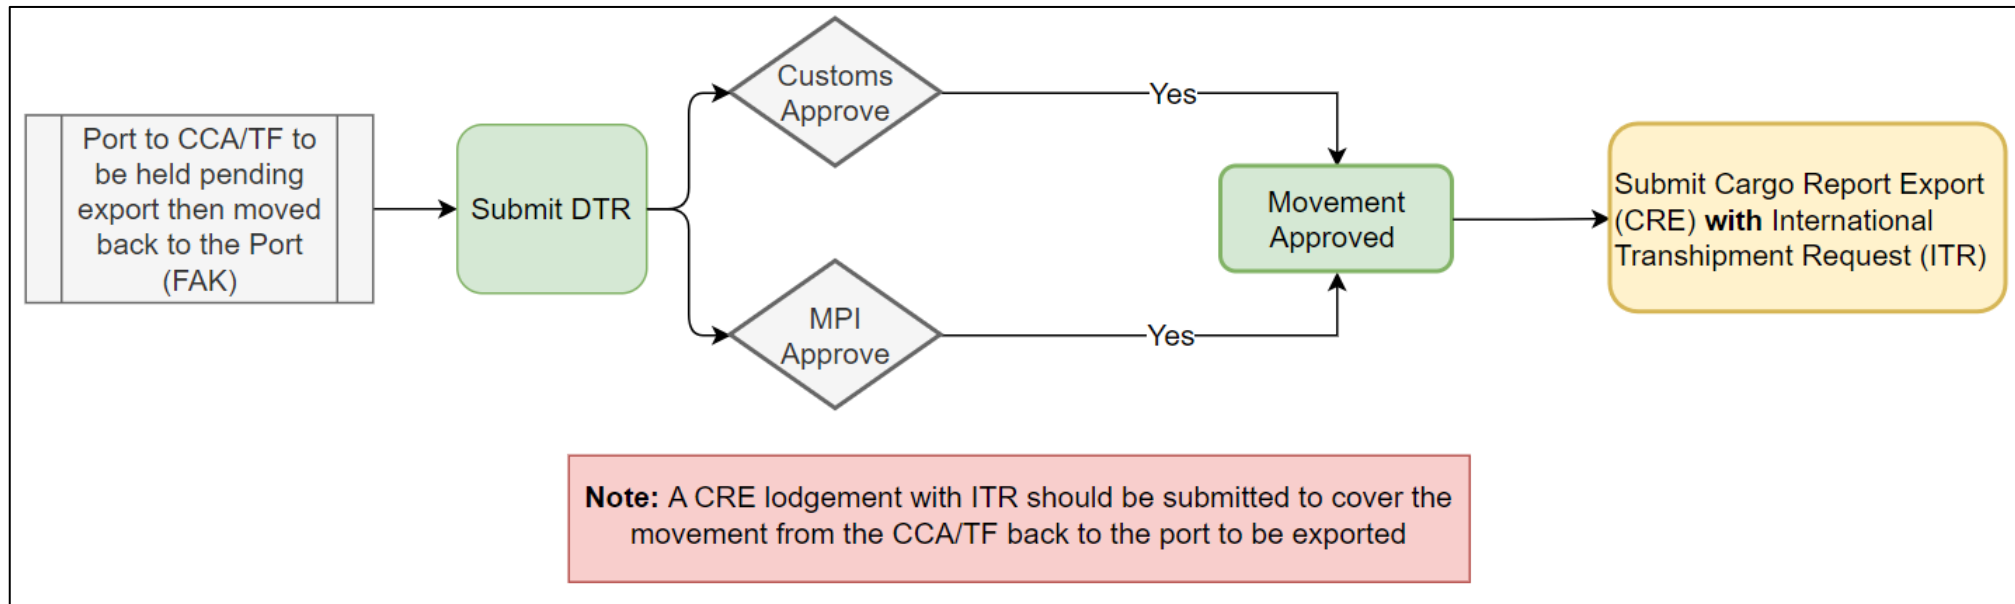 Port to CCA/TF to
be held pending
export then moved
back to the Port
(FAK)
Submit DTR
Customs
Approve
Yes
MPI
Approve
Yes
Movement
Approved
Submit Cargo Report Export
(CRE) with International
Transhipment Request (ITR)
Note: A CRE lodgement with ITR should be submitted to cover the
movement from the CCA/TF back to the port to be exported